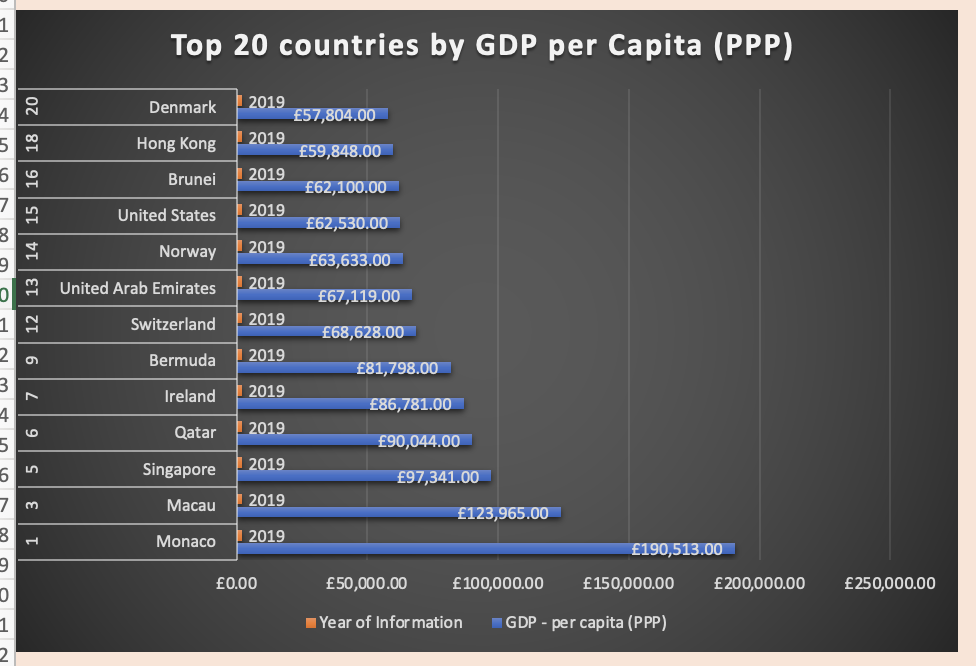 Top 20 countries by GDP per Capita (PPP)
20 Denmark 2019 £57,804.00
18 Hong Kong 2019 £59,848.00
16 Brunei 2019 £62,100.00
15 United States 2019 £62,530.00
14 Norway 2019 £63,633.00
13 United Arab Emirates 2019 £67,119.00
12 Switzerland 2019 £68,628.00
9 Bermuda 2019 £81,798.00
7 Ireland 2019 £86,781.00
6 Qatar 2019 £90,044.00
5 Singapore 2019 £97,341.00
3 Macau 2019 £123,965.00
1 Monaco 2019 £190,513.00
£0.00 £50,000.00 £100,000.00 £150,000.00 £200,000.00 £250,000.00
Year of Information GDP - per capita (PPP)